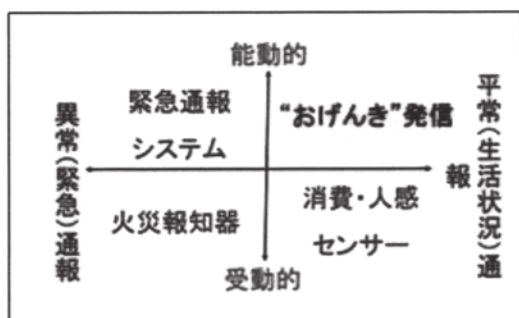 能動的
緊急通報
システム
“おげんき”発信
異常(緊急)通報
平常(生活状況)通
報
火災報知器
消費・人感
センサー
受動的